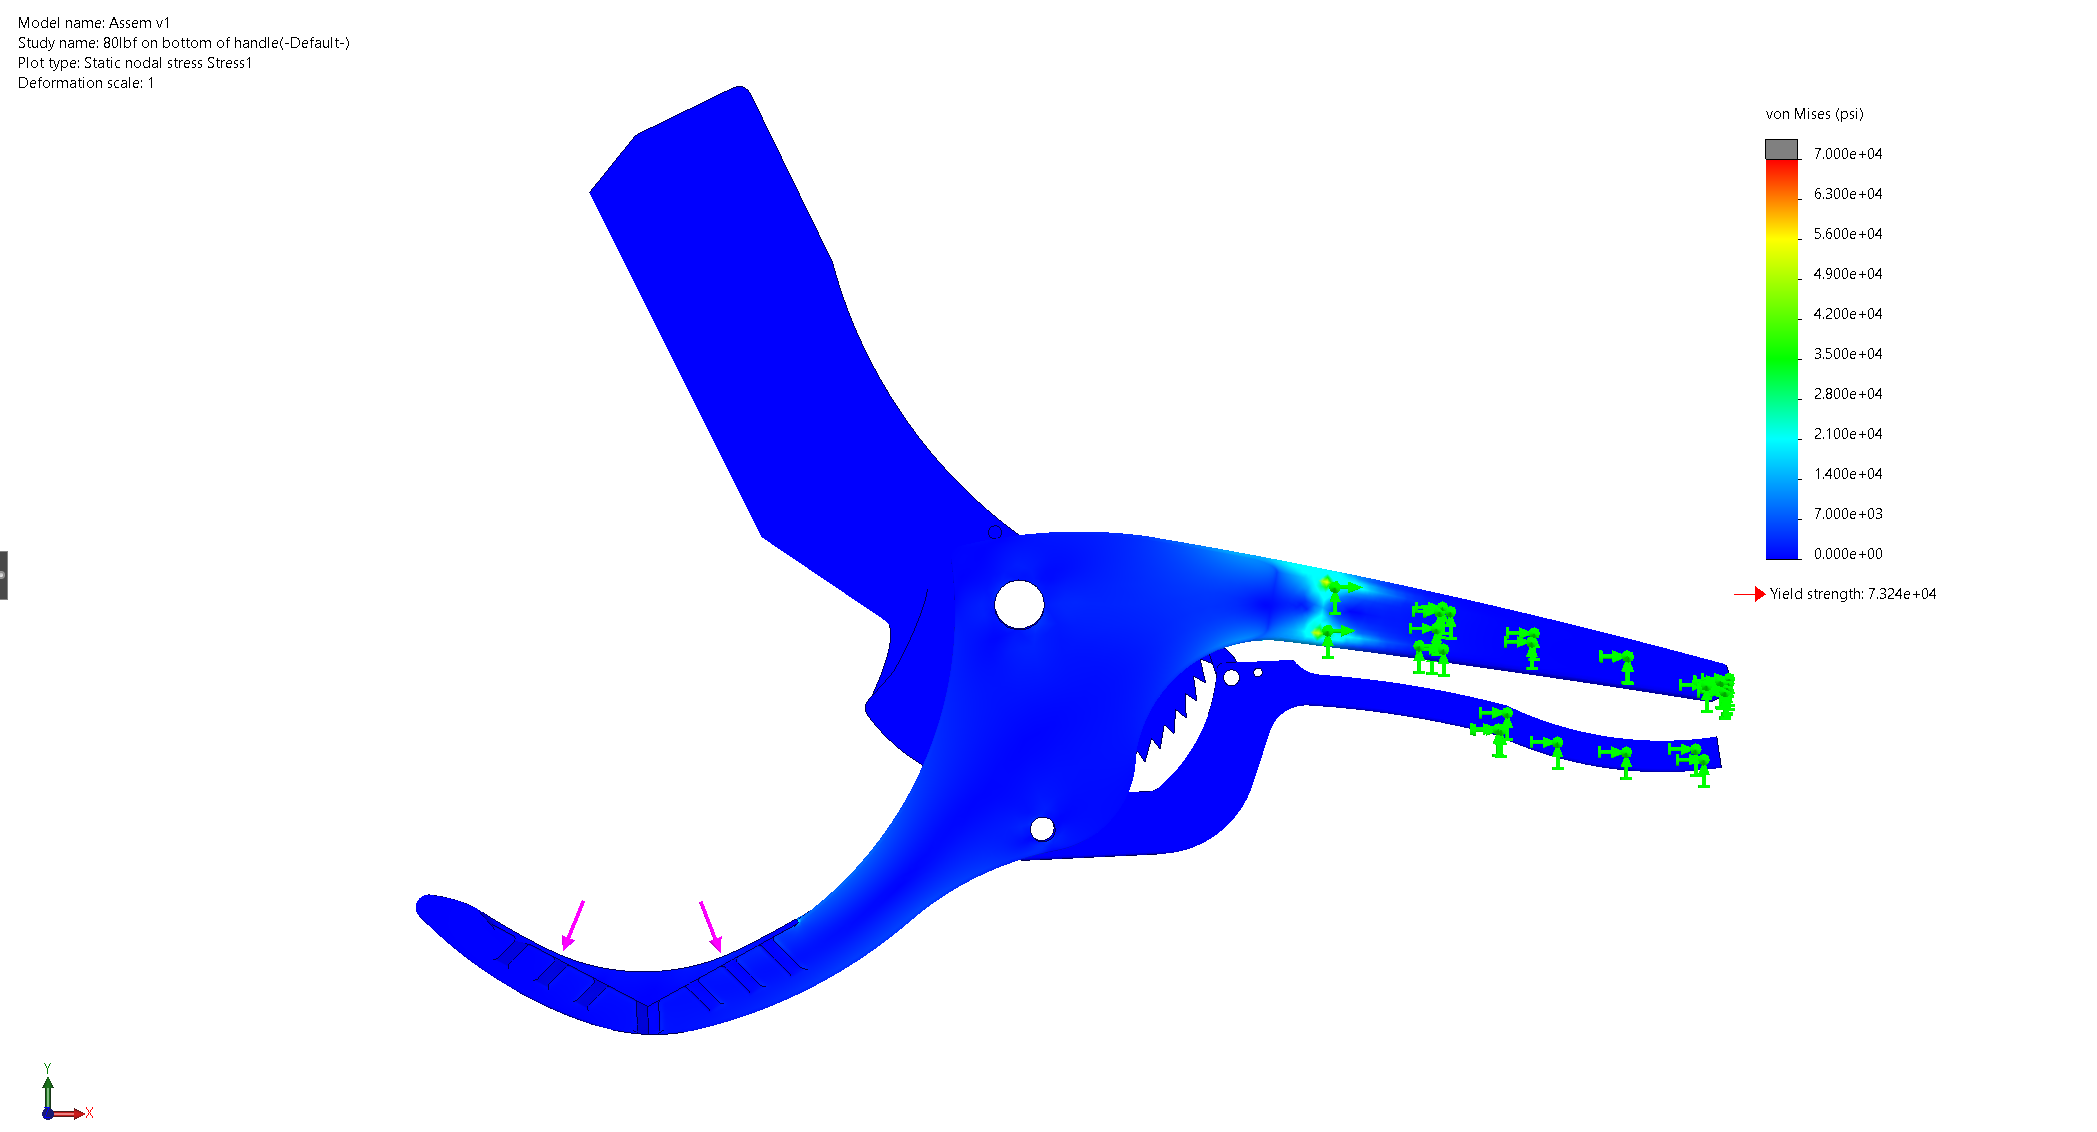 Model name: Assem v1
Study name: 80lbf on bottom of handle(-Default-)
Plot type: Static nodal stress Stress1
Deformation scale: 1
von Mises (psi)
7.000e+04
6.300e+04
5.600e+04
4.900e+04
4.200e+04
3.500e+04
2.800e+04
2.100e+04
1.400e+04
7.000e+03
0.000e+00
Yield strength: 7.324e+04
Y
X